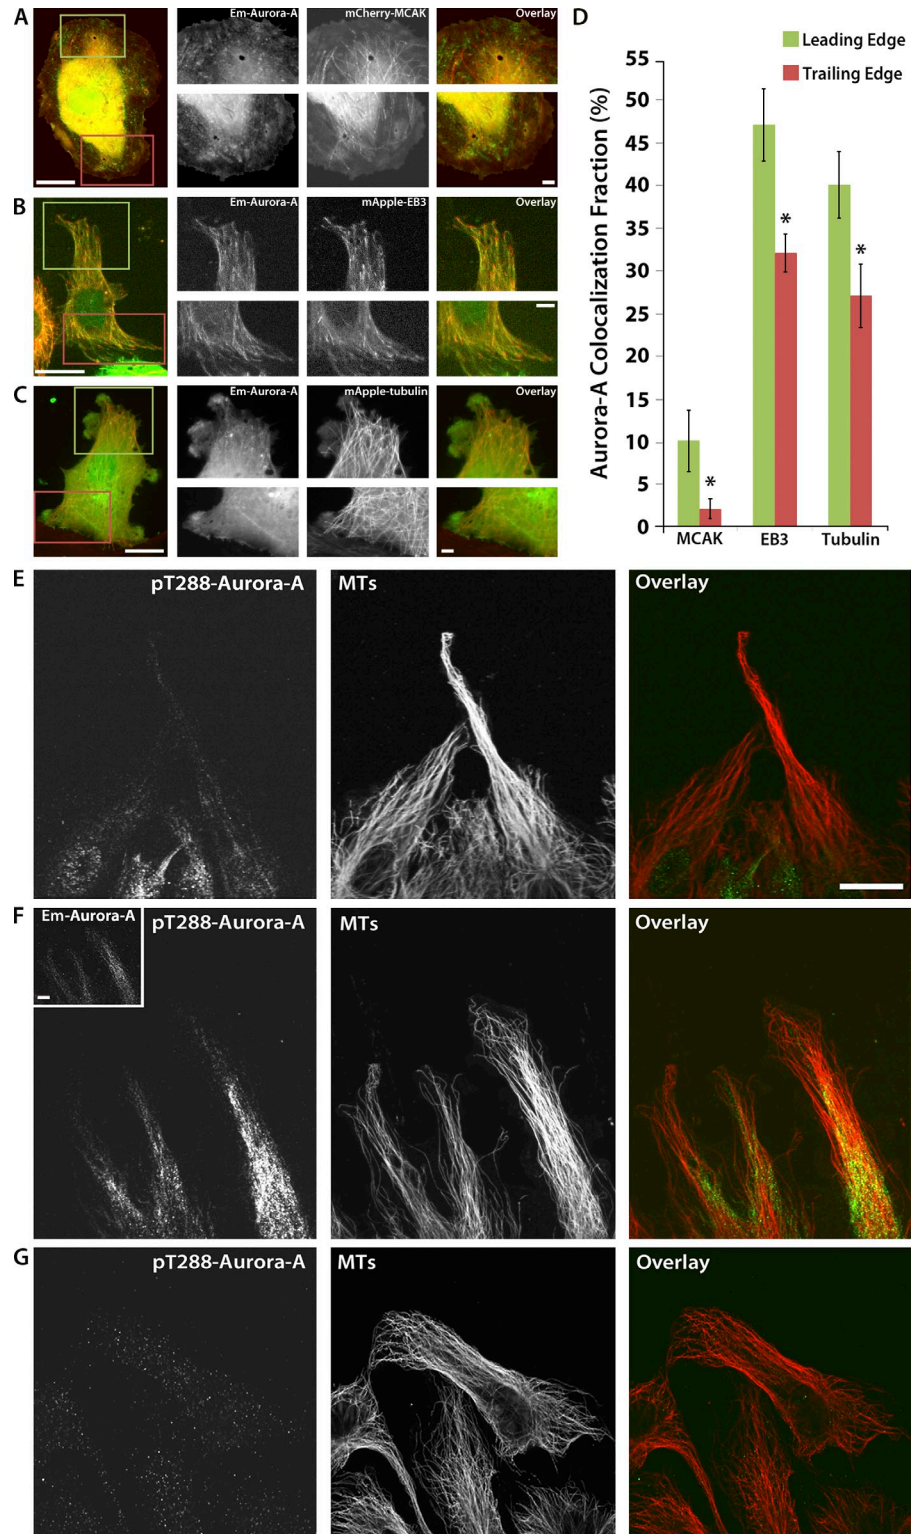 A
Em-Aurora-A
mCherry-MCAK
Overlay
B
Em-Aurora-A
mApple-EB3
Overlay
C
Em-Aurora-A
mApple-tubulin
Overlay
D
Leading Edge
Trailing Edge
Aurora-A Colocalization Fraction (%)
55
50
45
40
35
30
25
20
15
10
5
0
*
*
*
MCAK
EB3
Tubulin
E
pT288-Aurora-A
MTs
Overlay
F
Em-Aurora-A
pT288-Aurora-A
MTs
Overlay
G
pT288-Aurora-A
MTs
Overlay